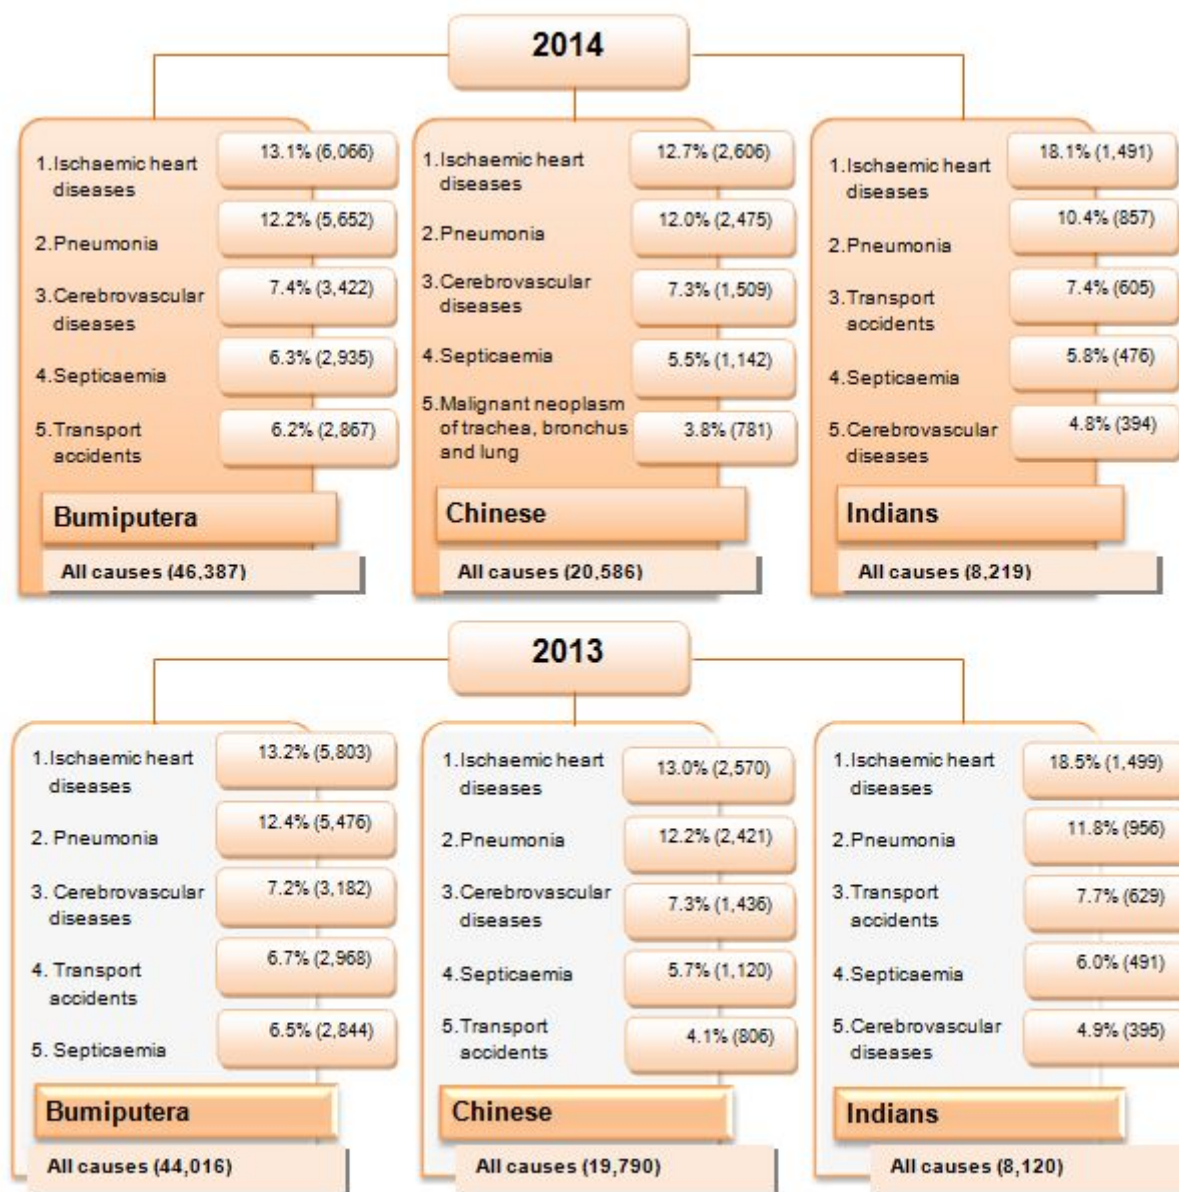 2014
1.Ischaemic heart
diseases
13.1% (6,066)
2.Pneumonia
12.2% (5,652)
3.Cerebrovascular
diseases
7.4% (3,422)
4.Septicaemia
6.3% (2,935)
5.Transport
accidents
6.2% (2,867)
Bumiputera
All causes (46,387)
1.Ischaemic heart
diseases
12.7% (2,606)
2.Pneumonia
12.0% (2,475)
3.Cerebrovascular
diseases
7.3% (1,509)
4.Septicaemia
5.5% (1,142)
5.Malignant neoplasm
of trachea, bronchus
and lung
3.8% (781)
Chinese
All causes (20,586)
1.Ischaemic heart
diseases
18.1% (1,491)
2.Pneumonia
10.4% (857)
3.Transport
accidents
7.4% (605)
4.Septicaemia
5.8% (476)
5.Cerebrovascular
diseases
4.8% (394)
Indians
All causes (8,219)
2013
1.Ischaemic heart
diseases
13.2% (5,803)
2. Pneumonia
12.4% (5,476)
3. Cerebrovascular
diseases
7.2% (3,182)
4. Transport
accidents
6.7% (2,968)
5. Septicaemia
6.5% (2,844)
Bumiputera
All causes (44,016)
1.Ischaemic heart
diseases
13.0% (2,570)
2.Pneumonia
12.2% (2,421)
3.Cerebrovascular
diseases
7.3% (1,436)
4.Septicaemia
5.7% (1,120)
5.Transport
accidents
4.1% (806)
Chinese
All causes (19,790)
1.Ischaemic heart
diseases
18.5% (1,499)
2.Pneumonia
11.8% (956)
3.Transport
accidents
7.7% (629)
4.Septicaemia
6.0% (491)
5.Cerebrovascular
diseases
4.9% (395)
Indians
All causes (8,120)